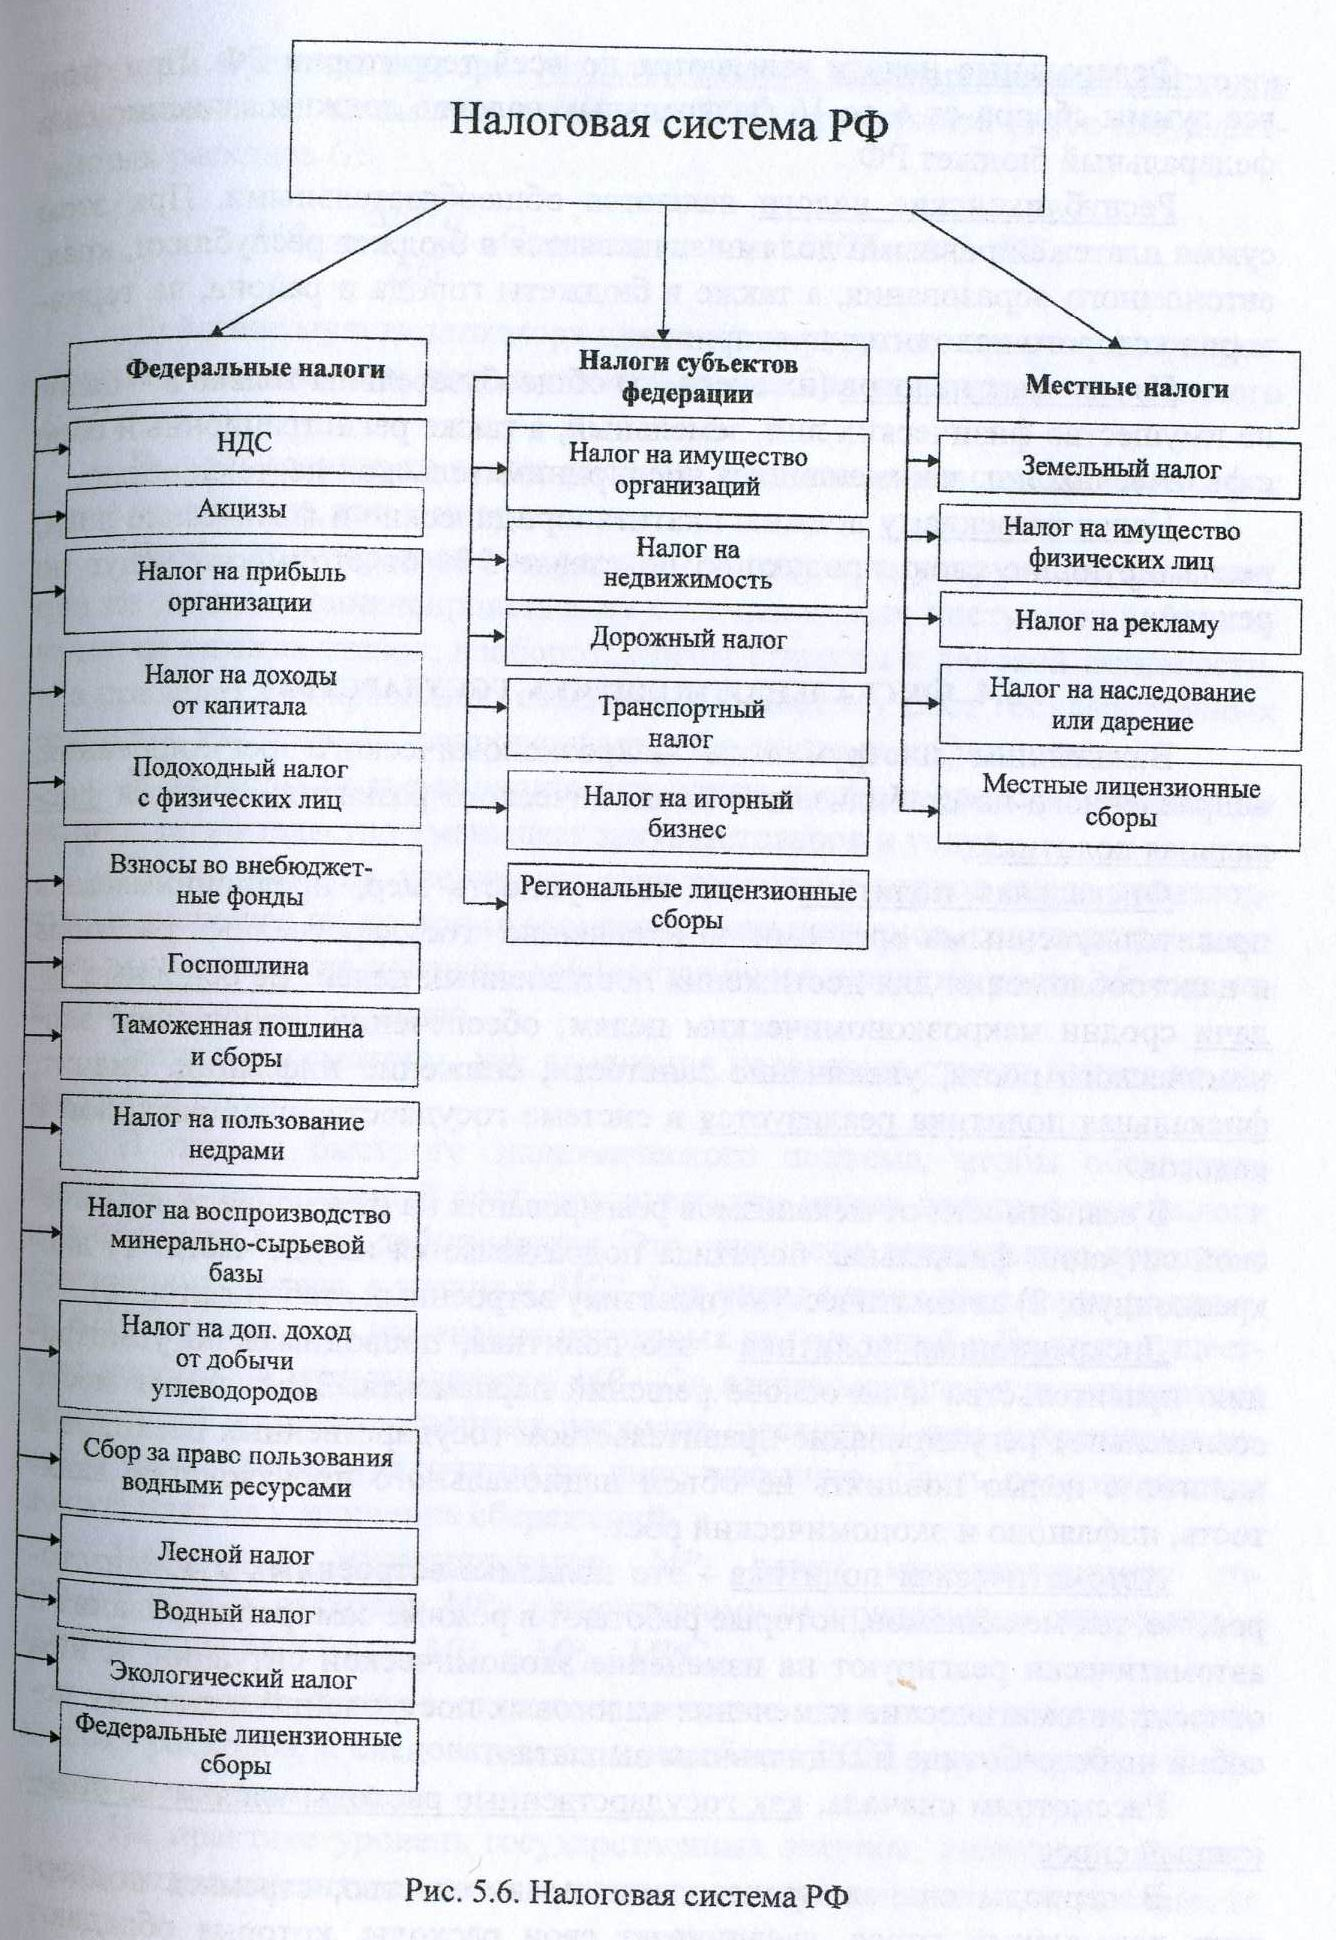 Налоговая система РФ
Федеральные налоги
НДС
Акцизы
Налог на прибыль
организации
Налог на доходы
от капитала
Подоходный налог
с физических лиц
Взносы во внебюджет-
ные фонды
Госпошлина
Таможенная пошлина
и сборы
Налог на пользование
недрами
Налог на воспроизводство
минерально-сырьевой
базы
Налог на доп. доход
от добычи
углеводородов
Сбор за право пользования
водными ресурсами
Лесной налог
Водный налог
Экологический налог
Федеральные лицензионные
сборы
Налоги субъектов
федерации
Налог на имущество
организаций
Налог на
недвижимость
Дорожный налог
Транспортный
налог
Налог на игорный
бизнес
Региональные лицензионные
сборы
Местные налоги
Земельный налог
Налог на имущество
физических лиц
Налог на рекламу
Налог на наследование
или дарение
Местные лицензионные
сборы
Рис. 5.6. Налоговая система РФ